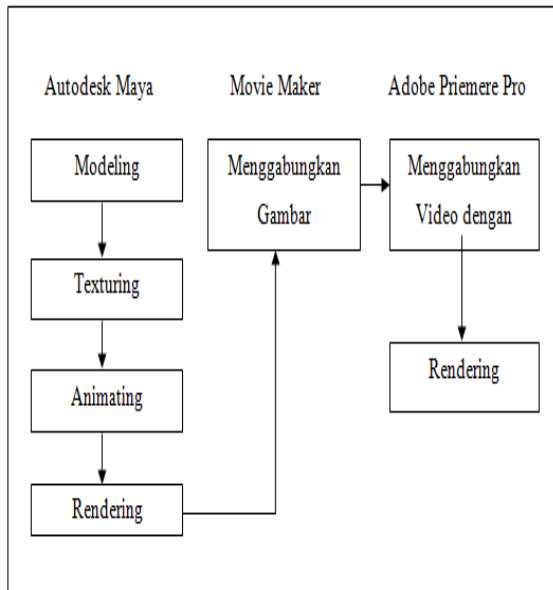 Autodesk Maya
Modeling
Texturing
Animating
Rendering
Movie Maker
Menggabungkan
Gambar
Adobe Priemere Pro
Menggabungkan
Video dengan
Rendering